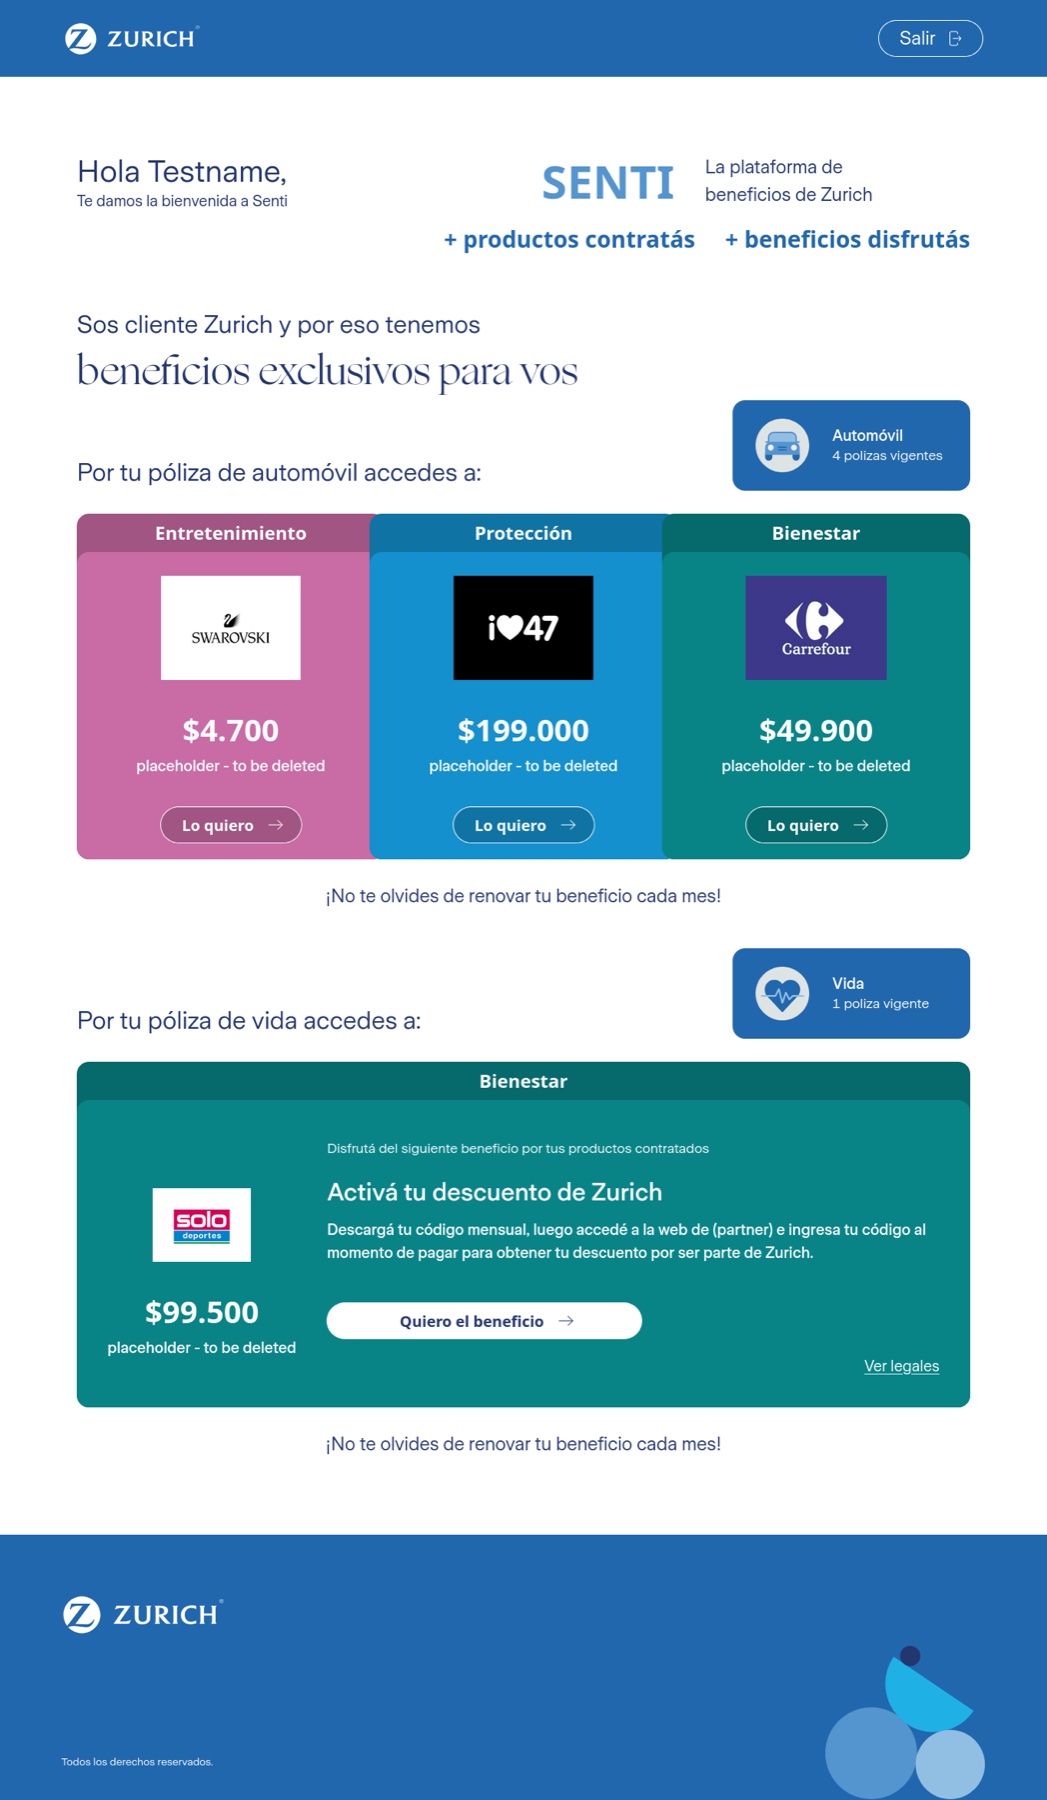 ZURICH
Salir
Hola Testname,
Te damos la bienvenida a Senti
SENTI
La plataforma de
beneficios de Zurich
+ productos contratás + beneficios disfrutás
Sos cliente Zurich y por eso tenemos
beneficios exclusivos para vos
Por tu póliza de automóvil accedes a:
Automóvil
4 polizas vigentes
Entretenimiento
SWAROVSKI
$4.700
placeholder - to be deleted
Lo quiero
Protección
i♥47
$199.000
placeholder - to be deleted
Lo quiero
Bienestar
Carrefour
$49.900
placeholder - to be deleted
Lo quiero
¡No te olvides de renovar tu beneficio cada mes!
Por tu póliza de vida accedes a:
Vida
1 poliza vigente
Bienestar
solo
deportes
$99.500
placeholder - to be deleted
Disfrutá del siguiente beneficio por tus productos contratados
Activá tu descuento de Zurich
Descargá tu código mensual, luego accedé a la web de (partner) e ingresa tu código al
momento de pagar para obtener tu descuento por ser parte de Zurich.
Quiero el beneficio
Ver legales
¡No te olvides de renovar tu beneficio cada mes!
ZURICH
Todos los derechos reservados.